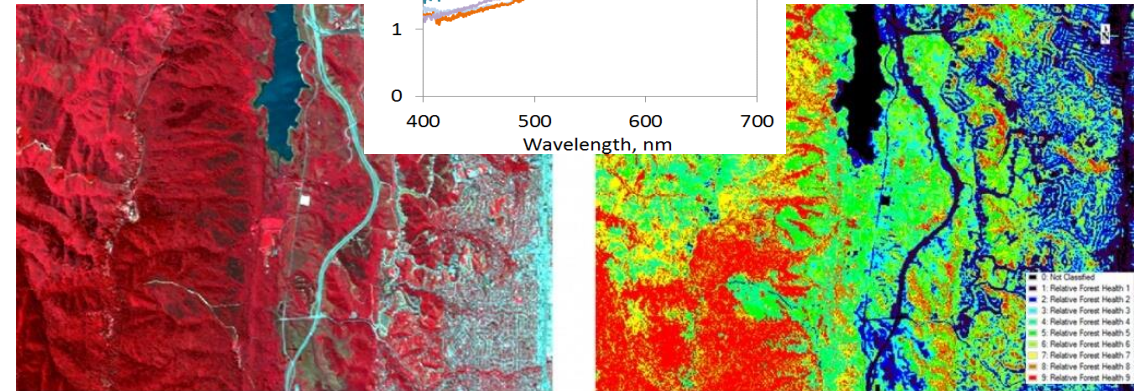 1
0
400 500 600 700
Wavelength, nm
N
0: Not Classified
1: Relative Forest Health 1
2: Relative Forest Health 2
3: Relative Forest Health 3
4: Relative Forest Health 4
5: Relative Forest Health 5
6: Relative Forest Health 6
7: Relative Forest Health 7
8: Relative Forest Health 8
9: Relative Forest Health 9